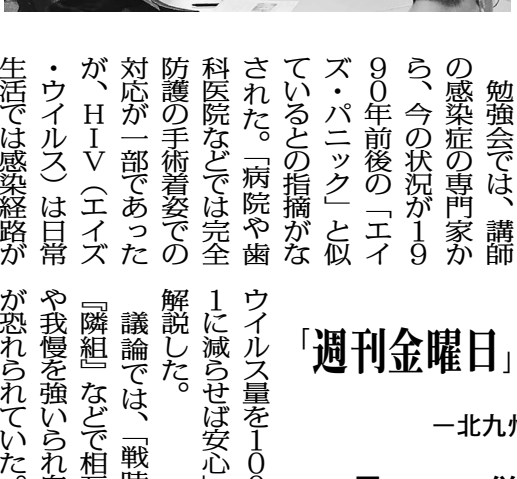 勉強会では、講師
の感染症の専門家か
ら、今の状況が19
90年前後の「エイ
ズ・パニック」と似
ているとの指摘がな
された。「病院や歯
科医院などでは完全
防護の手術着姿での
対応が一部であった
が、HIV（エイズ
・ウイルス）は日常
生活では感染経路が
「週刊金曜日」
－北九州
ウイルス量を100
1に減らせば安心」
解説した。
議論では、「戦時
『隣組』などで相互
や我慢を強いられ
が恐れられていた。